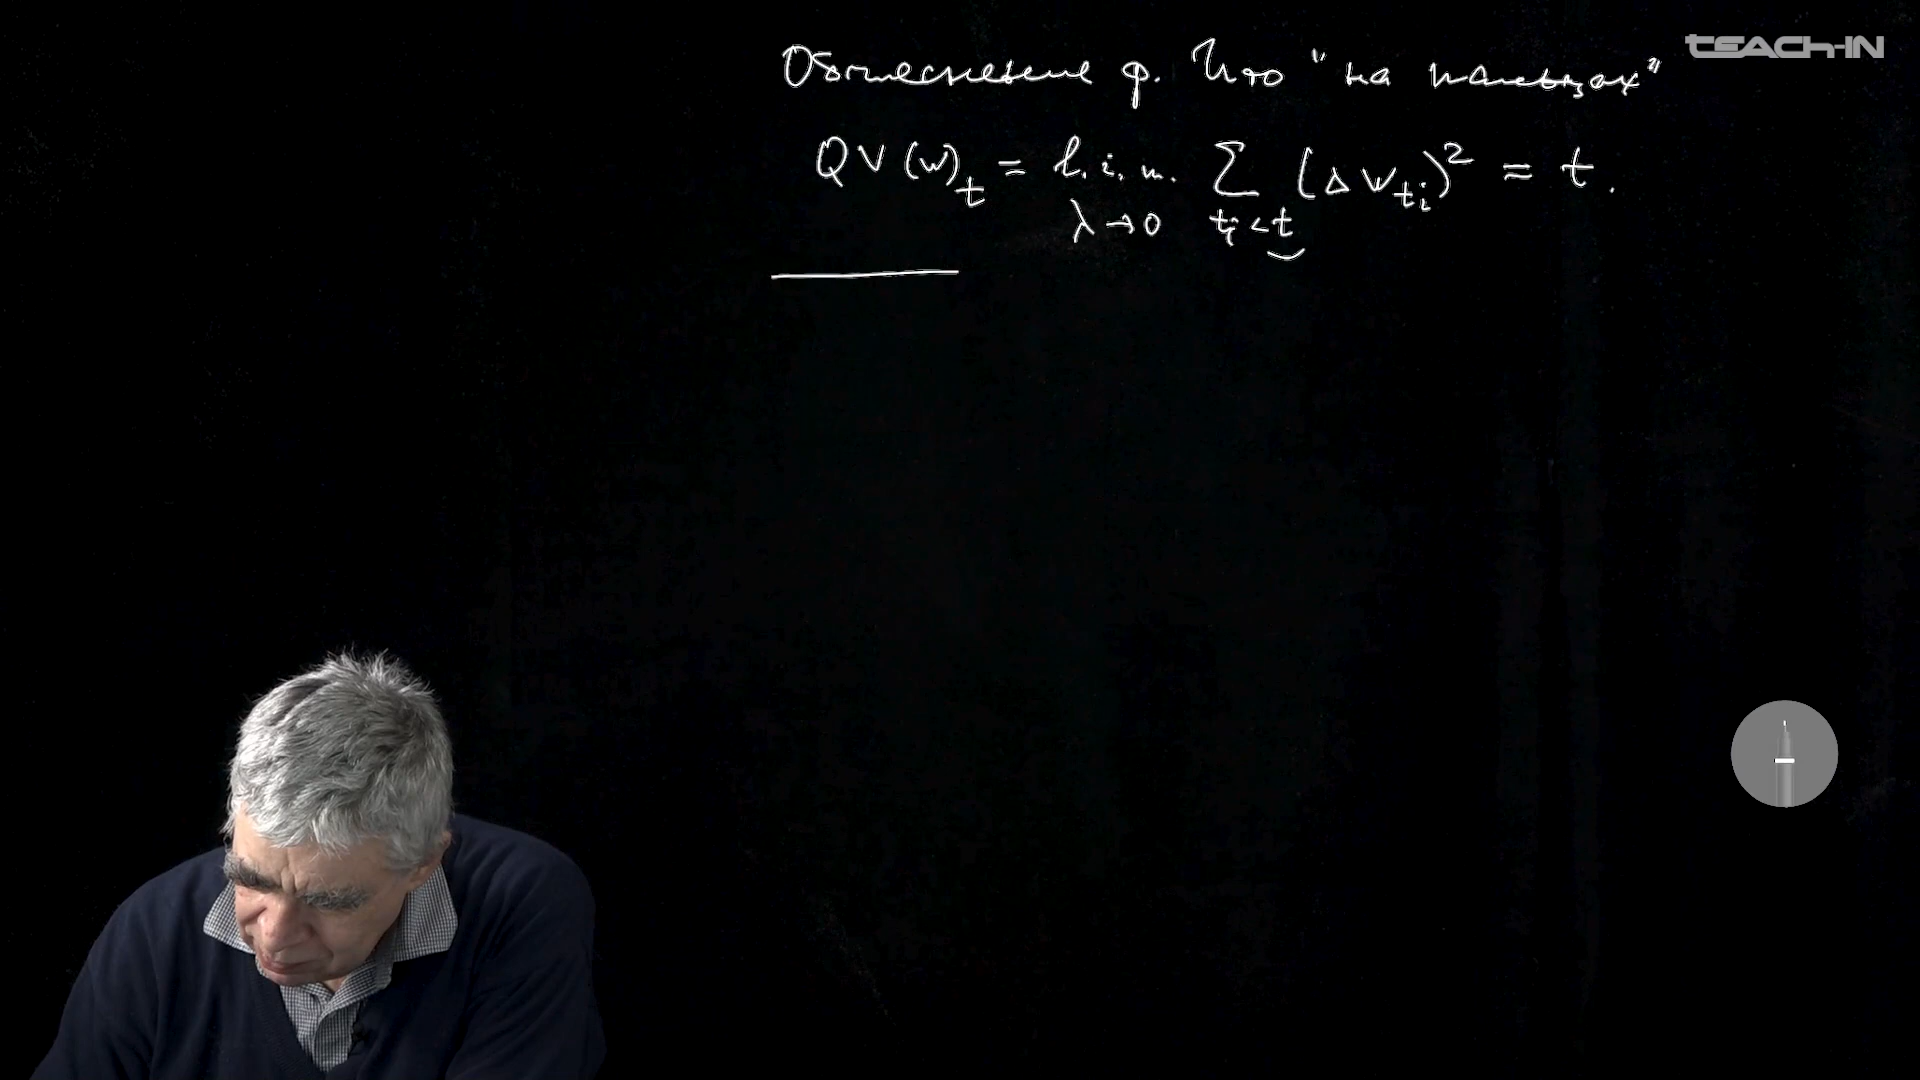 TEACH-IN
Объяснение ф. Ито "на пальцах"
QV(w)_t = l.i.m. Σ (Δw_{t_i})² = t.
λ→0 t_i < t